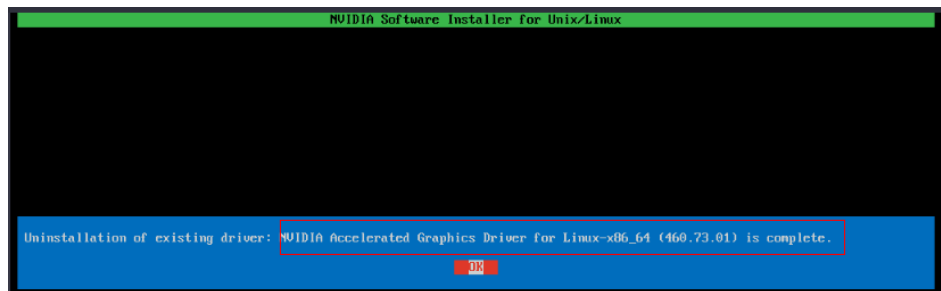 NVIDIA Software Installer for Unix/Linux
Uninstallation of existing driver: NVIDIA Accelerated Graphics Driver for Linux-x86_64 (460.73.01) is complete.
OK